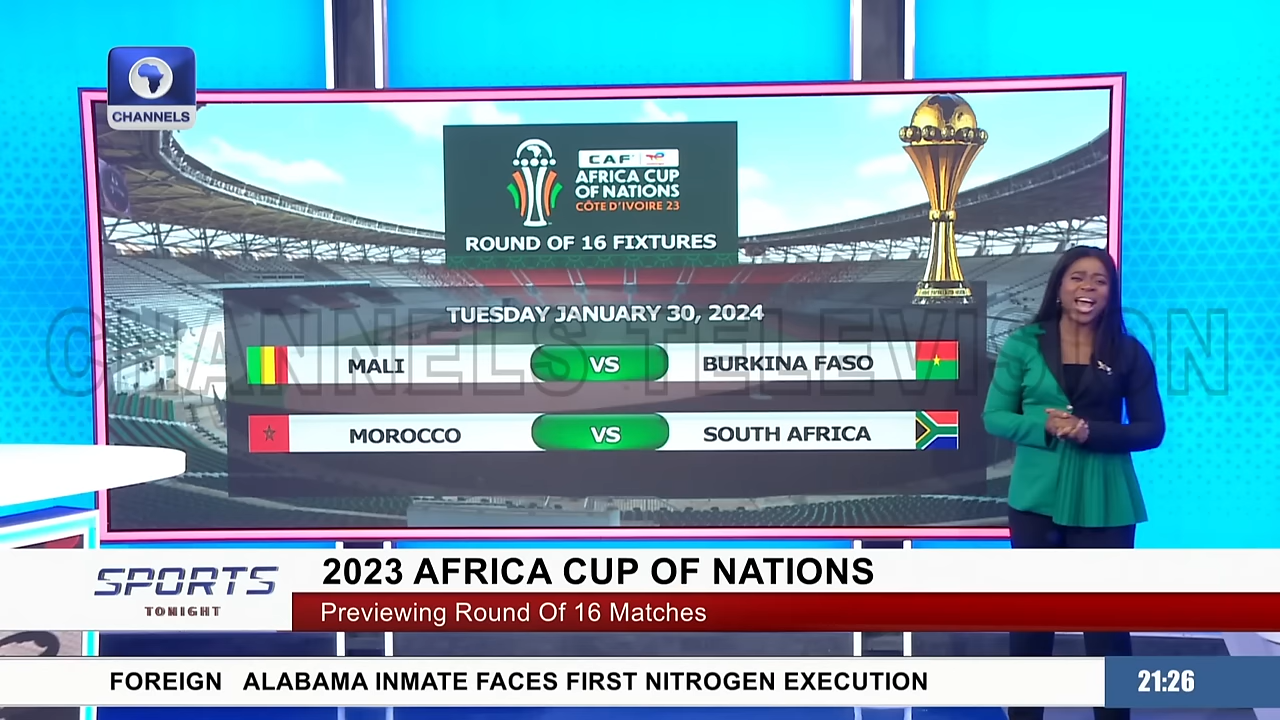 CHANNELS
CAF
AFRICA CUP
OF NATIONS
CÔTE D'IVOIRE 23
ROUND OF 16 FIXTURES
TUESDAY JANUARY 30, 2024
CHANNELS TELEVISION
MALI VS BURKINA FASO
MOROCCO VS SOUTH AFRICA
SPORTS
TONIGHT
2023 AFRICA CUP OF NATIONS
Previewing Round Of 16 Matches
FOREIGN ALABAMA INMATE FACES FIRST NITROGEN EXECUTION
21:26